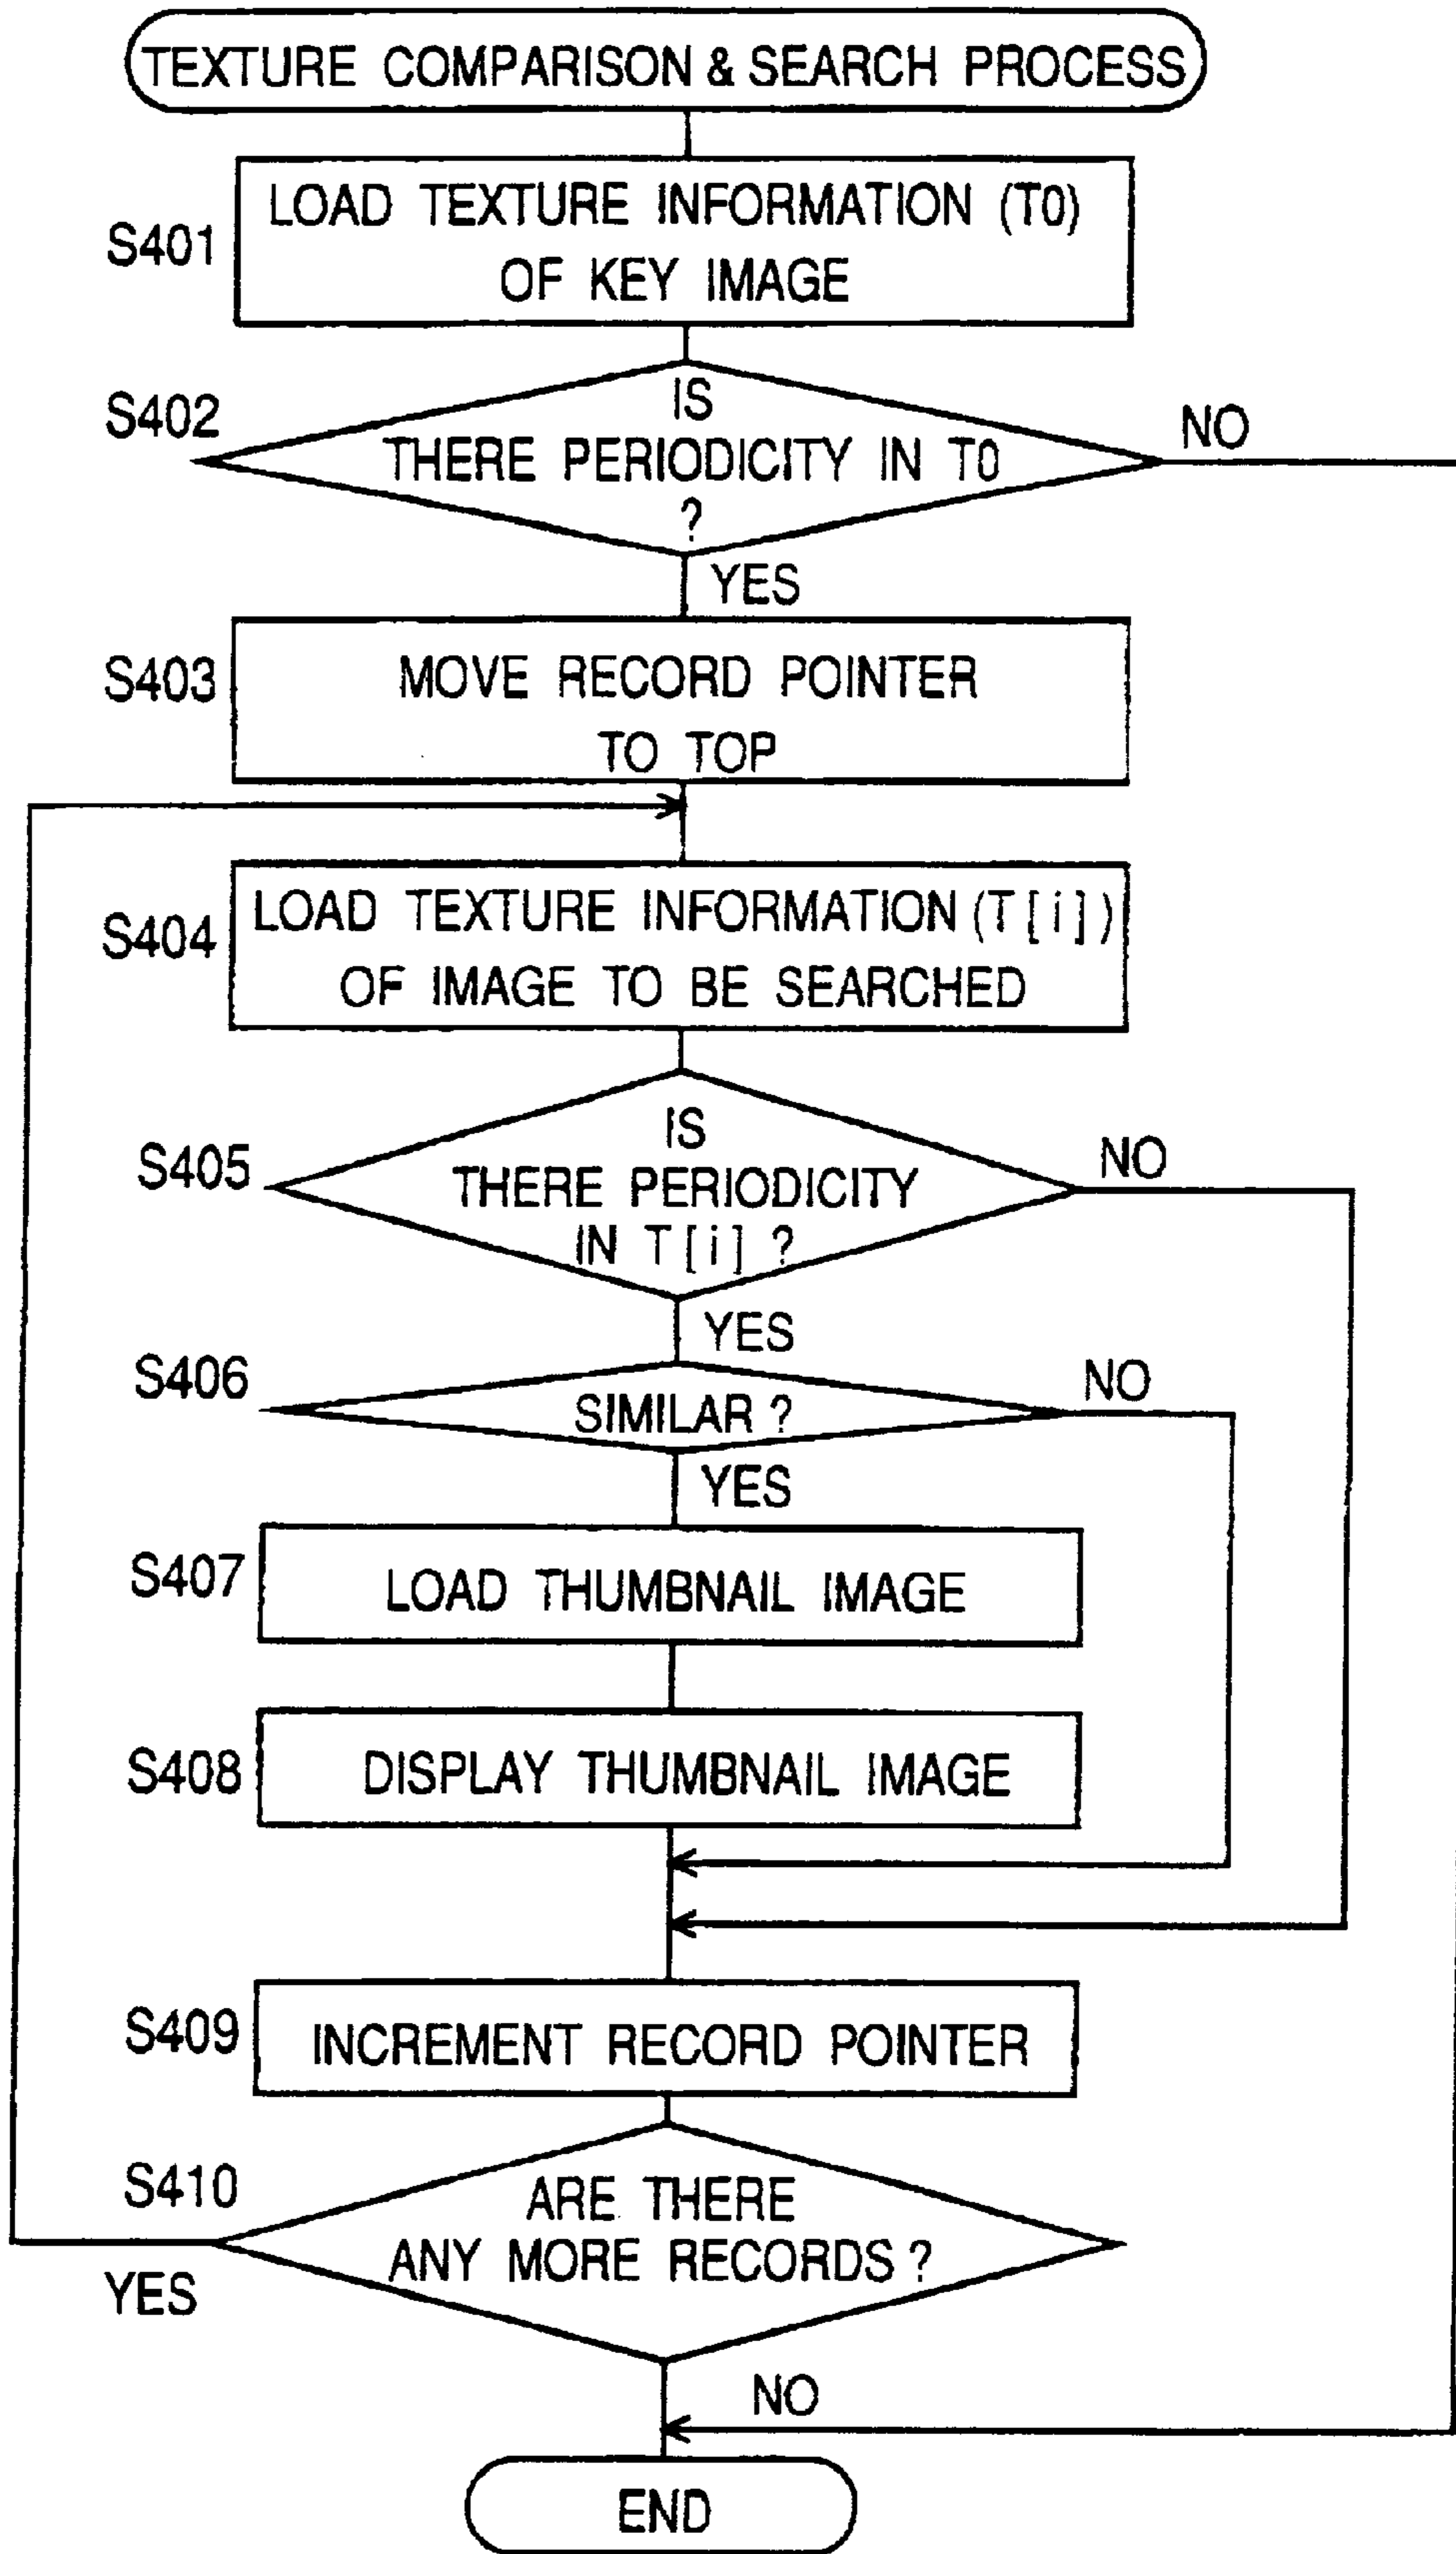 TEXTURE COMPARISON & SEARCH PROCESS
S401
LOAD TEXTURE INFORMATION (T0)
OF KEY IMAGE
S402
IS
THERE PERIODICITY IN T0
?
NO
YES
S403
MOVE RECORD POINTER
TO TOP
S404
LOAD TEXTURE INFORMATION (T[i])
OF IMAGE TO BE SEARCHED
S405
IS
THERE PERIODICITY
IN T[i] ?
NO
YES
S406
SIMILAR ?
NO
YES
S407
LOAD THUMBNAIL IMAGE
S408
DISPLAY THUMBNAIL IMAGE
S409
INCREMENT RECORD POINTER
S410
ARE THERE
ANY MORE RECORDS ?
YES
NO
END